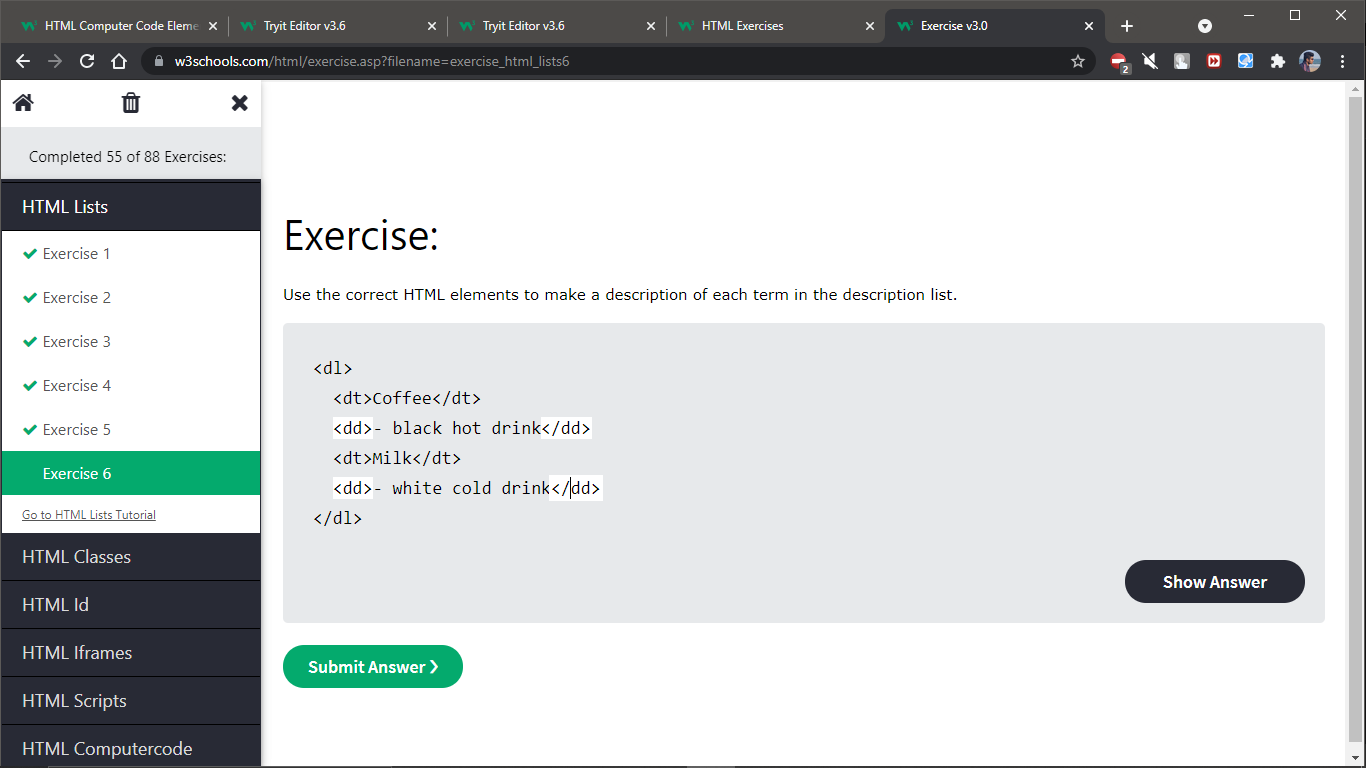 HTML Computer Code Eleme
Tryit Editor v3.6
Tryit Editor v3.6
HTML Exercises
Exercise v3.0
w3schools.com/html/exercise.asp?filename=exercise_html_lists6
2
Completed 55 of 88 Exercises:
HTML Lists
Exercise 1
Exercise 2
Exercise 3
Exercise 4
Exercise 5
Exercise 6
Go to HTML Lists Tutorial
HTML Classes
HTML Id
HTML Iframes
HTML Scripts
HTML Computercode
Exercise:
Use the correct HTML elements to make a description of each term in the description list.
<dl>
<dt>Coffee</dt>
<dd>- black hot drink</dd>
<dt>Milk</dt>
<dd>- white cold drink</dd>
</dl>
Show Answer
Submit Answer ❯